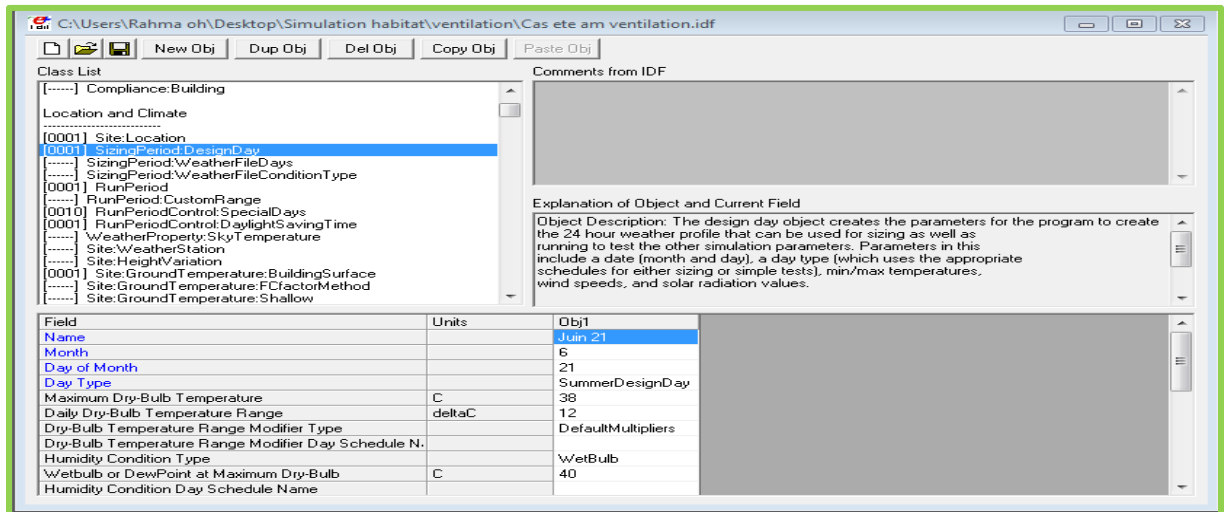 C:\Users\Rahma oh\Desktop\Simulation habitat\ventilation\Cas ete am ventilation.idf
New Obj Dup Obj Del Obj Copy Obj Paste Obj
Class List
[------] Compliance:Building
Location and Climate
----------------------------
[0001] Site:Location
[0001] SizingPeriod:DesignDay
[------] SizingPeriod:WeatherFileDays
[------] SizingPeriod:WeatherFileConditionType
[0001] RunPeriod
[------] RunPeriod:CustomRange
[0010] RunPeriodControl:SpecialDays
[0001] RunPeriodControl:DaylightSavingTime
[------] WeatherProperty:SkyTemperature
[------] Site:WeatherStation
[------] Site:HeightVariation
[0001] Site:GroundTemperature:BuildingSurface
[------] Site:GroundTemperature:FCfactorMethod
[------] Site:GroundTemperature:Shallow
Comments from IDF
Explanation of Object and Current Field
Object Description: The design day object creates the parameters for the program to create
the 24 hour weather profile that can be used for sizing as well as
running to test the other simulation parameters. Parameters in this
include a date (month and day), a day type (which uses the appropriate
schedules for either sizing or simple tests), min/max temperatures,
wind speeds, and solar radiation values.
Field Units Obj1
Name Juin 21
Month 6
Day of Month 21
Day Type SummerDesignDay
Maximum Dry-Bulb Temperature C 38
Daily Dry-Bulb Temperature Range deltaC 12
Dry-Bulb Temperature Range Modifier Type DefaultMultipliers
Dry-Bulb Temperature Range Modifier Day Schedule N.
Humidity Condition Type WetBulb
Wetbulb or DewPoint at Maximum Dry-Bulb C 40
Humidity Condition Day Schedule Name